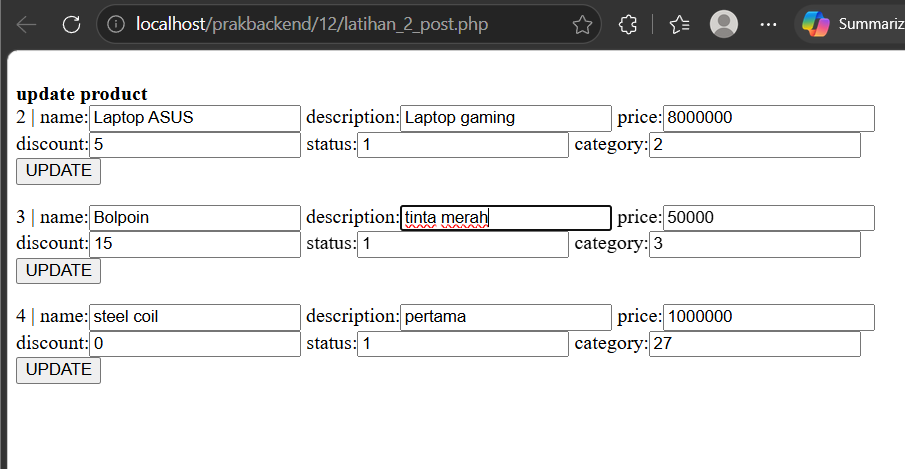 localhost/prakbackend/12/latihan_2_post.php
Summariz
update product
2 | name: Laptop ASUS description: Laptop gaming price: 8000000
discount: 5 status: 1 category: 2
UPDATE
3 | name: Bolpoin description: tinta merah price: 50000
discount: 15 status: 1 category: 3
UPDATE
4 | name: steel coil description: pertama price: 1000000
discount: 0 status: 1 category: 27
UPDATE